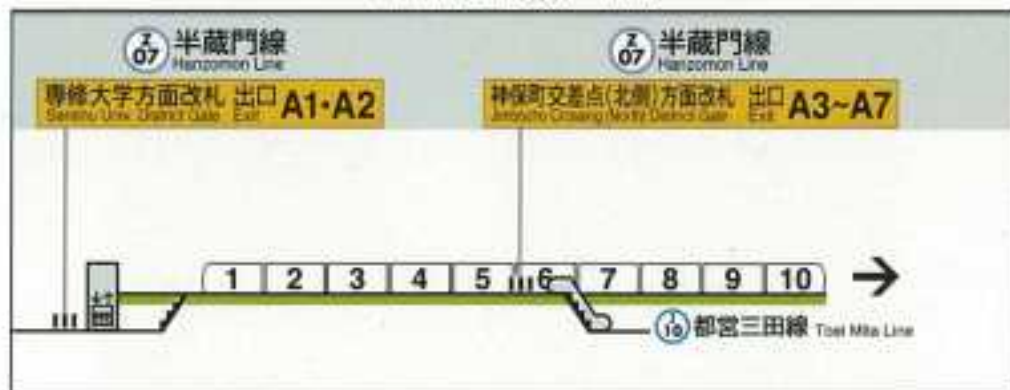 Z 07 半蔵門線
Hanzomon Line
専修大学方面改札 出口 A1・A2
Senshu Univ. District Gate Exit
Z 07 半蔵門線
Hanzomon Line
神保町交差点(北側)方面改札 出口 A3~A7
Jimbocho Crossing (North) District Gate Exit
1 2 3 4 5 6 7 8 9 10
I 10 都営三田線 Toei Mita Line